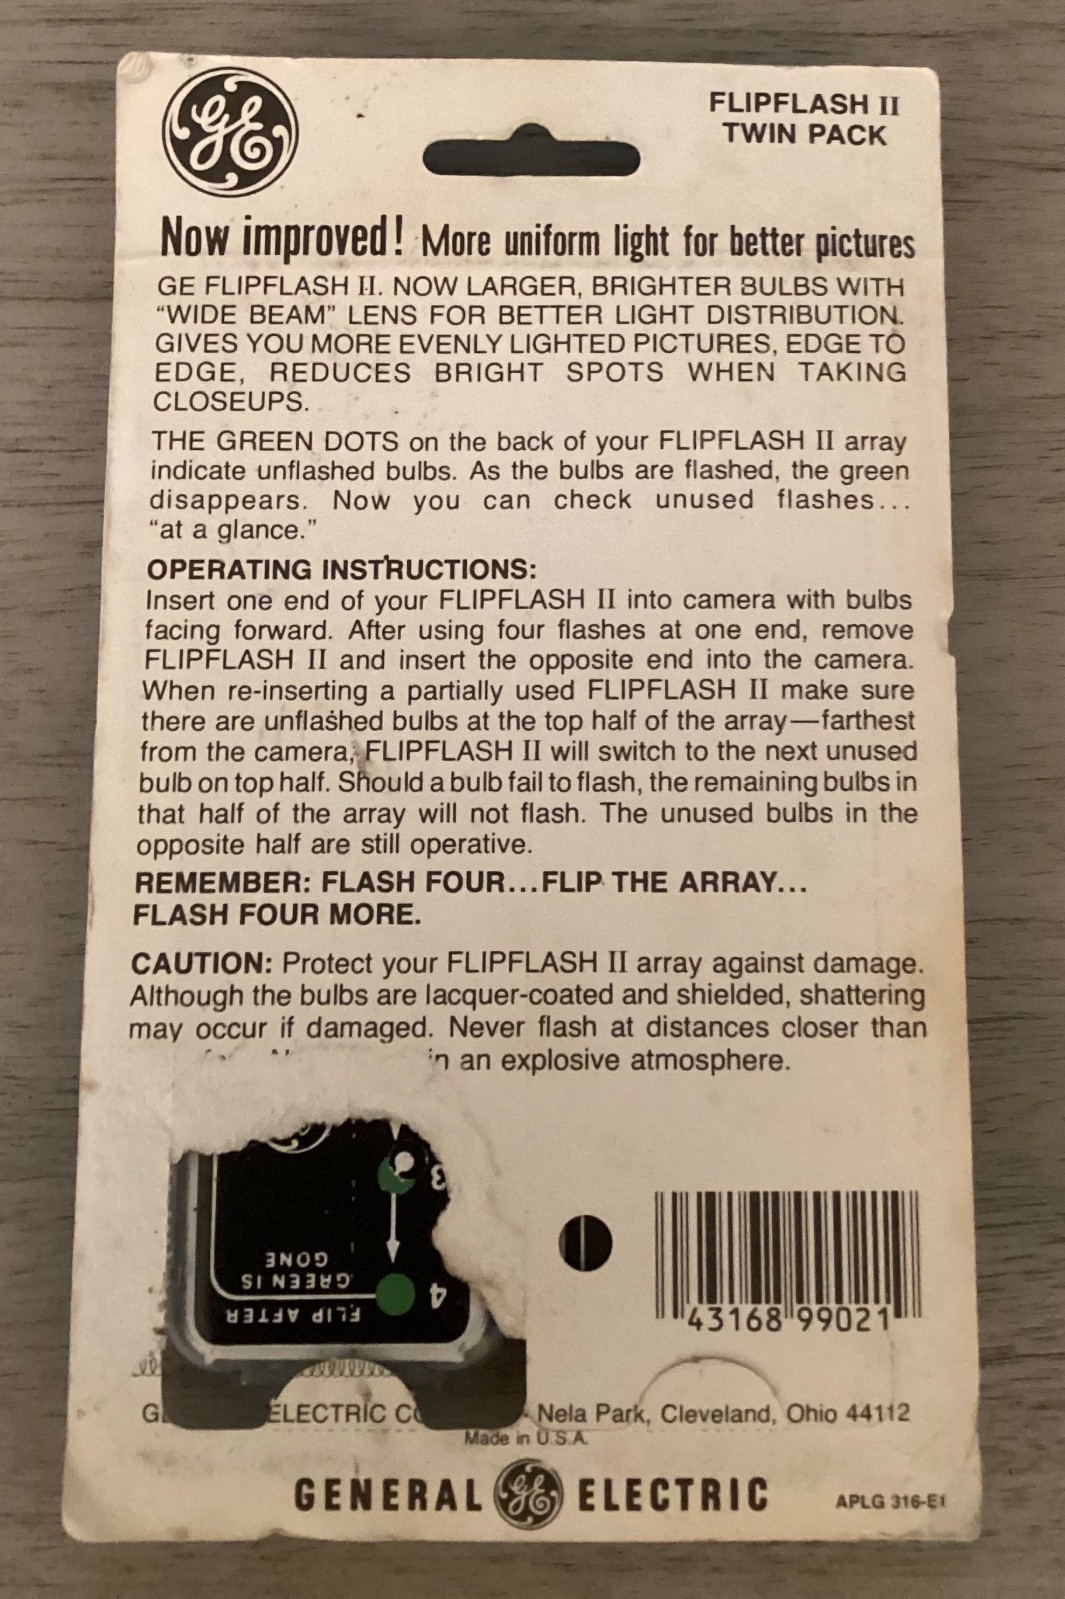 GE
FLIPFLASH II
TWIN PACK
Now improved! More uniform light for better pictures
GE FLIPFLASH II. NOW LARGER, BRIGHTER BULBS WITH
“WIDE BEAM” LENS FOR BETTER LIGHT DISTRIBUTION.
GIVES YOU MORE EVENLY LIGHTED PICTURES, EDGE TO
EDGE, REDUCES BRIGHT SPOTS WHEN TAKING
CLOSEUPS.
THE GREEN DOTS on the back of your FLIPFLASH II array
indicate unflashed bulbs. As the bulbs are flashed, the green
disappears. Now you can check unused flashes...
“at a glance.”
OPERATING INSTRUCTIONS:
Insert one end of your FLIPFLASH II into camera with bulbs
facing forward. After using four flashes at one end, remove
FLIPFLASH II and insert the opposite end into the camera.
When re-inserting a partially used FLIPFLASH II make sure
there are unflashed bulbs at the top half of the array—farthest
from the camera, FLIPFLASH II will switch to the next unused
bulb on top half. Should a bulb fail to flash, the remaining bulbs in
that half of the array will not flash. The unused bulbs in the
opposite half are still operative.
REMEMBER: FLASH FOUR...FLIP THE ARRAY...
FLASH FOUR MORE.
CAUTION: Protect your FLIPFLASH II array against damage.
Although the bulbs are lacquer-coated and shielded, shattering
may occur if damaged. Never flash at distances closer than
an explosive atmosphere.
3
4
FLIP AFTER
GREEN IS
GONE
43168 99021
ELECTRIC Nela Park, Cleveland, Ohio 44112
Made in U.S.A.
GENERAL GE ELECTRIC
APLG 316-E1